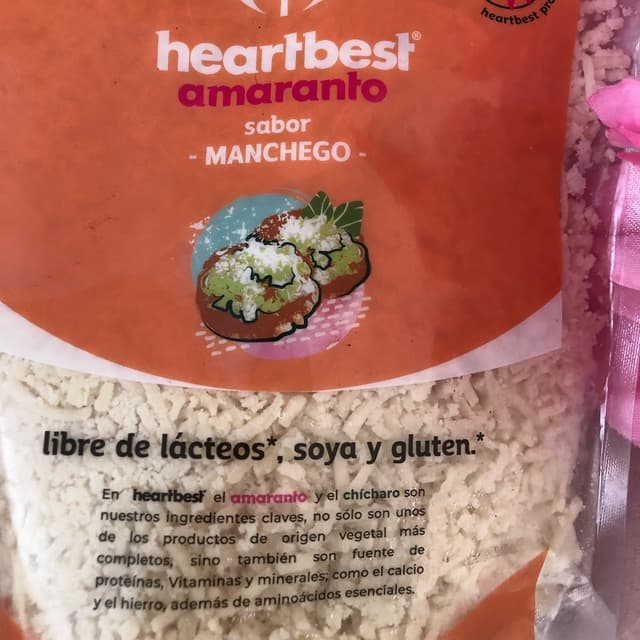 heartbest pro
heartbest®
amaranto
sabor
- MANCHEGO -
libre de lácteos*, soya y gluten.*
En heartbest el amaranto y el chícharo son
nuestros ingredientes claves, no sólo son unos
de los productos de origen vegetal más
completos, sino también son fuente de
proteínas, Vitaminas y minerales; como el calcio
y el hierro, además de aminoácidos esenciales.